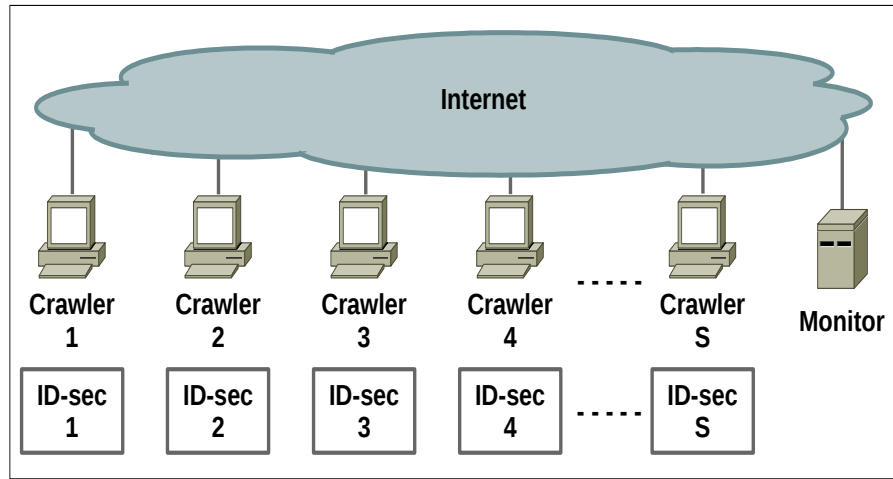 Internet
Crawler
1
Crawler
2
Crawler
3
Crawler
4
Crawler
S
Monitor
ID-sec
1
ID-sec
2
ID-sec
3
ID-sec
4
ID-sec
S